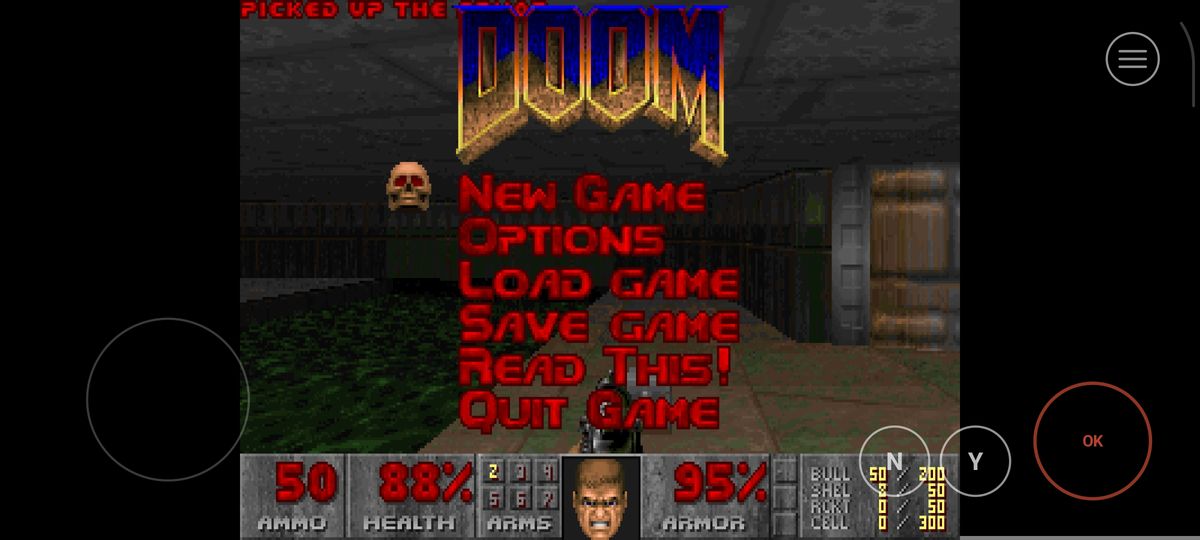 PICKED UP THE
DOOM
New Game
Options
Load Game
Save Game
Read This!
Quit Game
OK
N
Y
50
88%
2 3 4
5 6 7
95%
AMMO
HEALTH
ARMS
ARMOR
BULL 50 / 200
SHEL / 50
RCKT 0 / 50
CELL 0 / 300